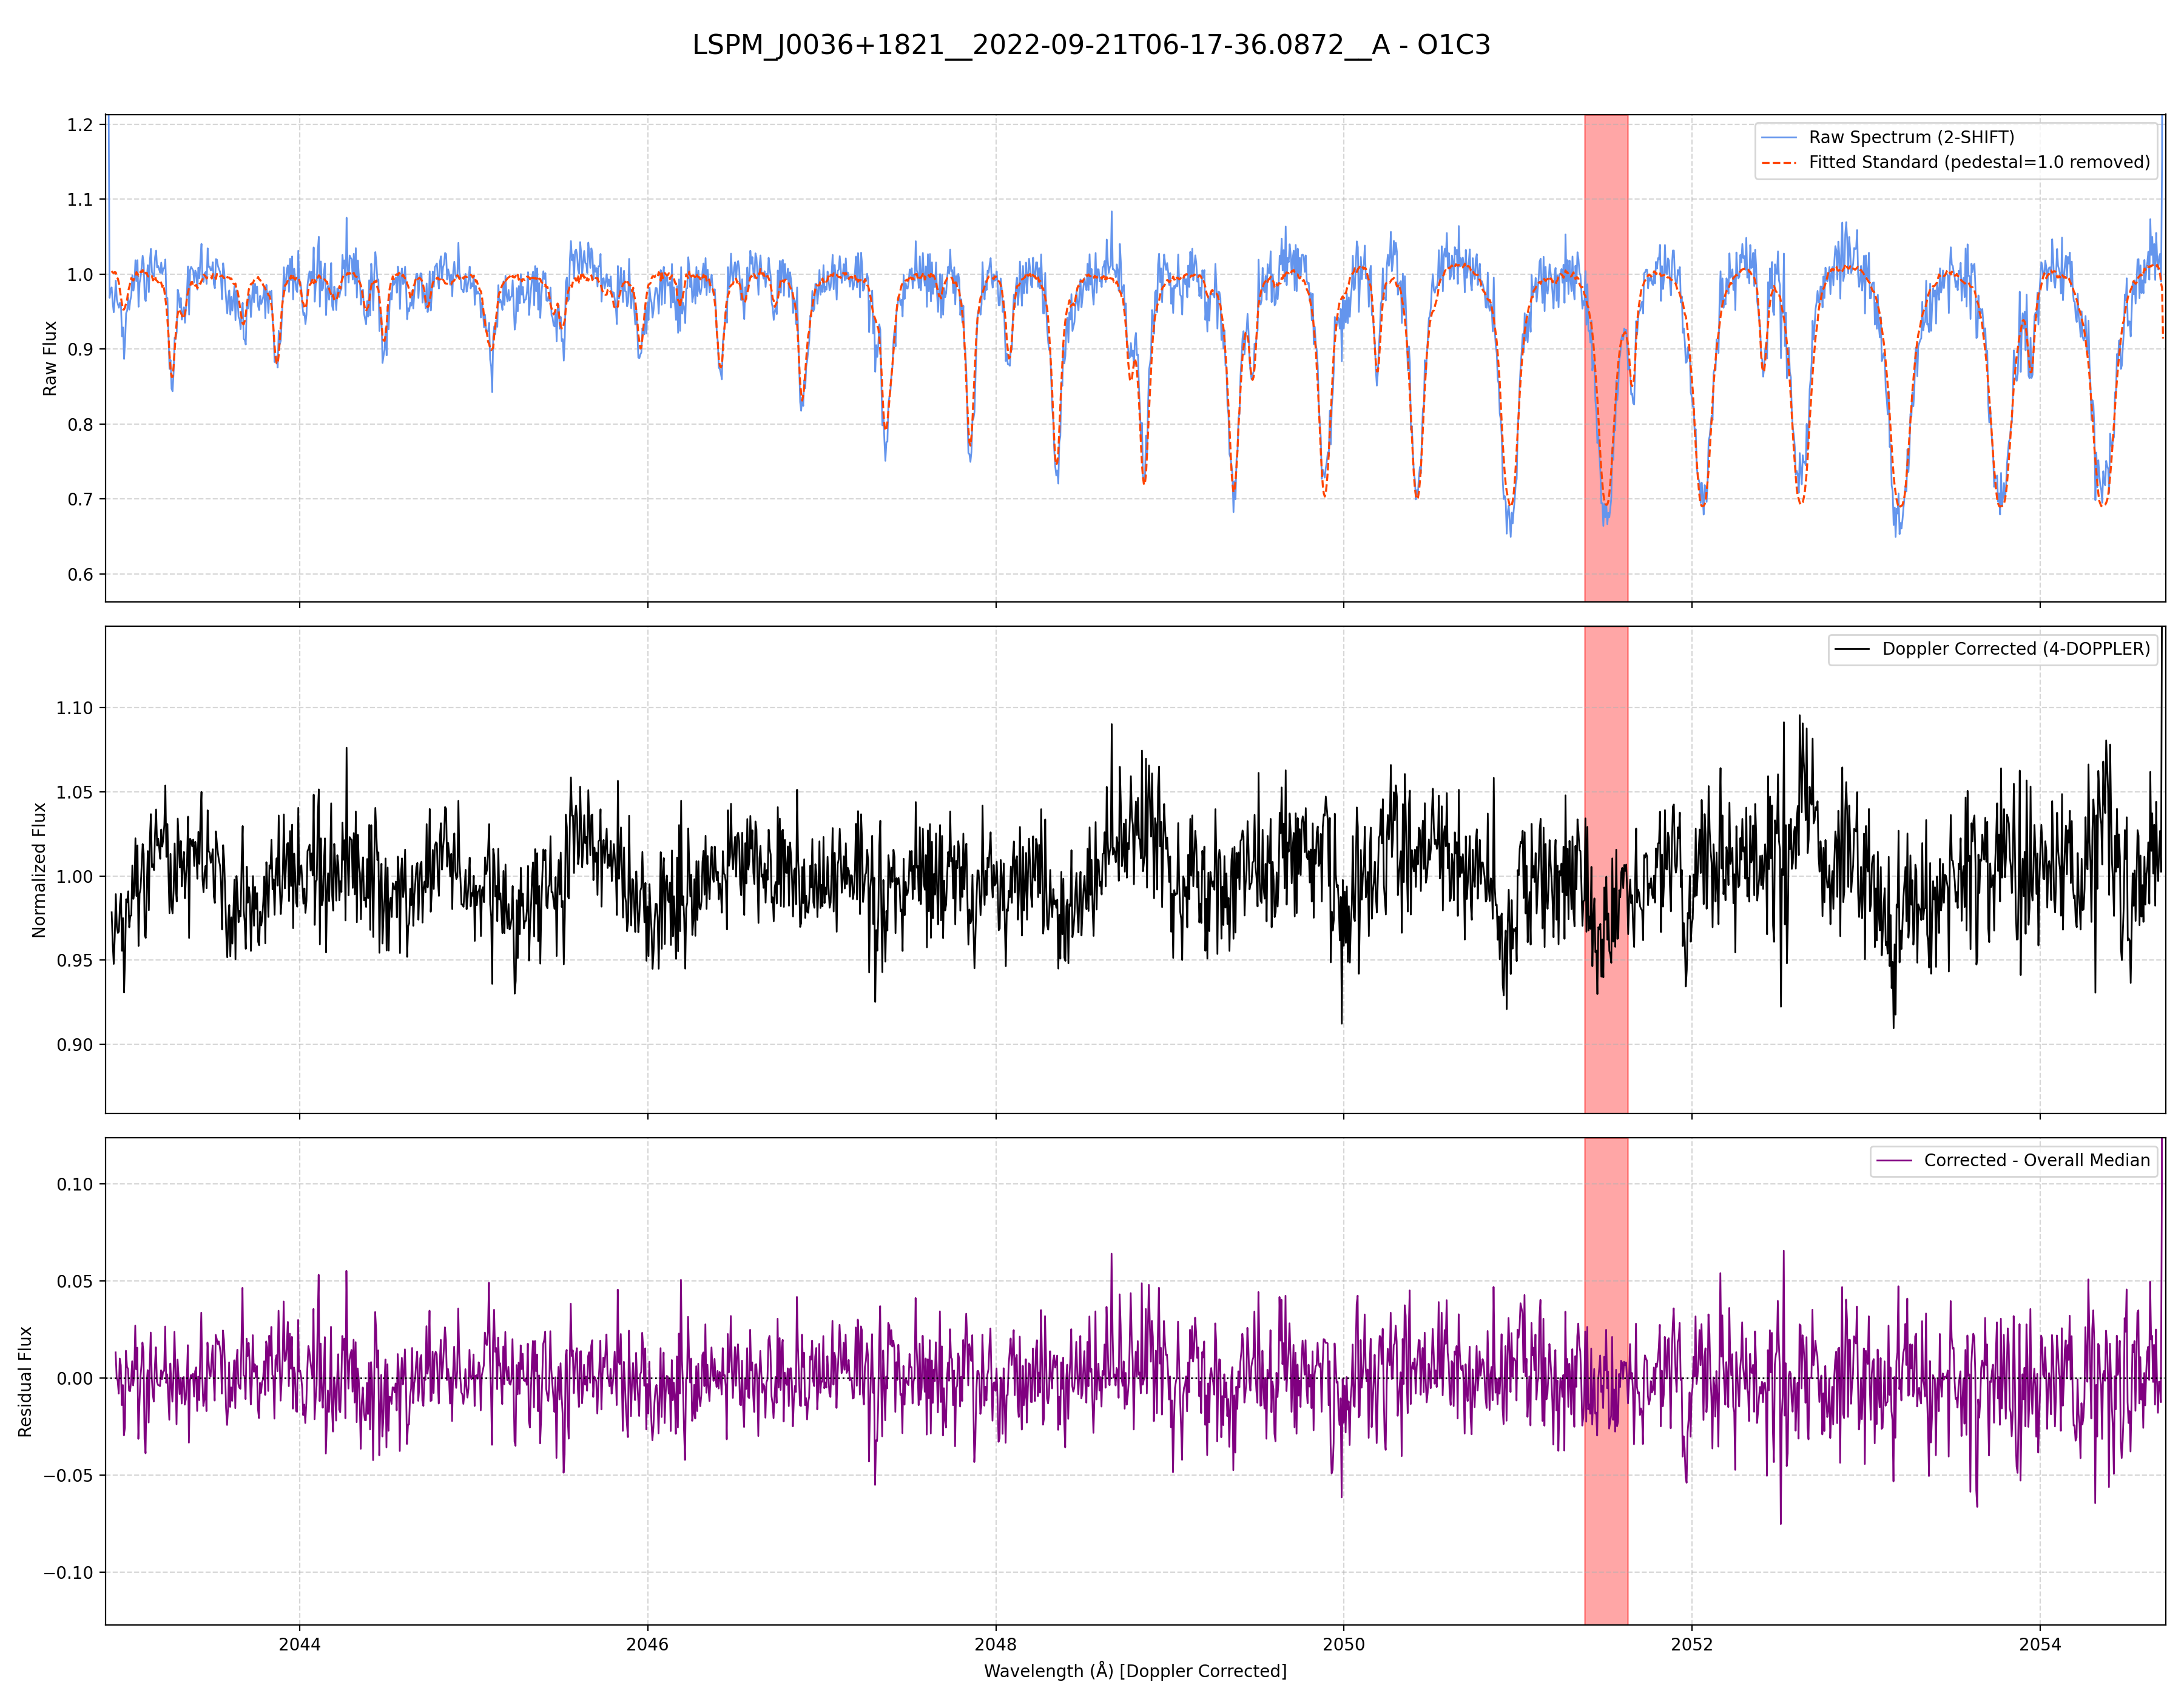 LSPM_J0036+1821__2022-09-21T06-17-36.0872__A - O1C3
Raw Flux
1.2
1.1
1.0
0.9
0.8
0.7
0.6
Raw Spectrum (2-SHIFT)
Fitted Standard (pedestal=1.0 removed)
Normalized Flux
1.10
1.05
1.00
0.95
0.90
Doppler Corrected (4-DOPPLER)
Residual Flux
0.10
0.05
0.00
−0.05
−0.10
Corrected - Overall Median
2044 2046 2048 2050 2052 2054
Wavelength (Å) [Doppler Corrected]